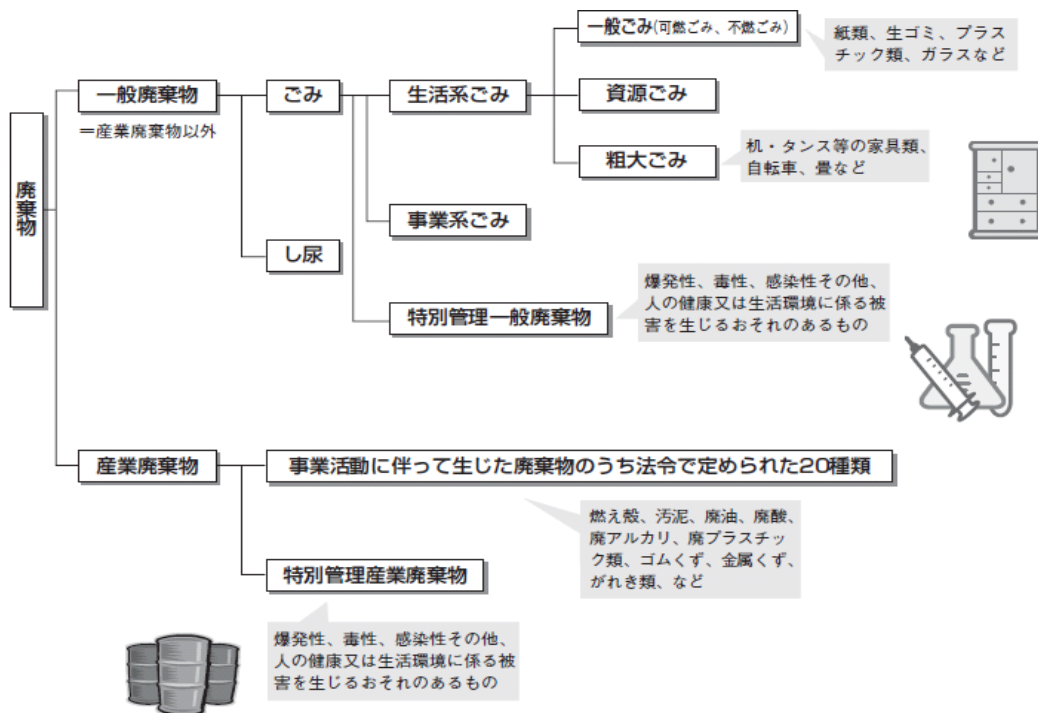 廃棄物
一般廃棄物
＝産業廃棄物以外
ごみ
し尿
生活系ごみ
一般ごみ(可燃ごみ、不燃ごみ)
紙類、生ゴミ、プラス
チック類、ガラスなど
資源ごみ
粗大ごみ
机・タンス等の家具類、
自転車、畳など
事業系ごみ
特別管理一般廃棄物
爆発性、毒性、感染性その他、
人の健康又は生活環境に係る被
害を生じるおそれのあるもの
産業廃棄物
事業活動に伴って生じた廃棄物のうち法令で定められた20種類
燃え殻、汚泥、廃油、廃酸、
廃アルカリ、廃プラスチッ
ク類、ゴムくず、金属くず、
がれき類、など
特別管理産業廃棄物
爆発性、毒性、感染性その他、
人の健康又は生活環境に係る被
害を生じるおそれのあるもの